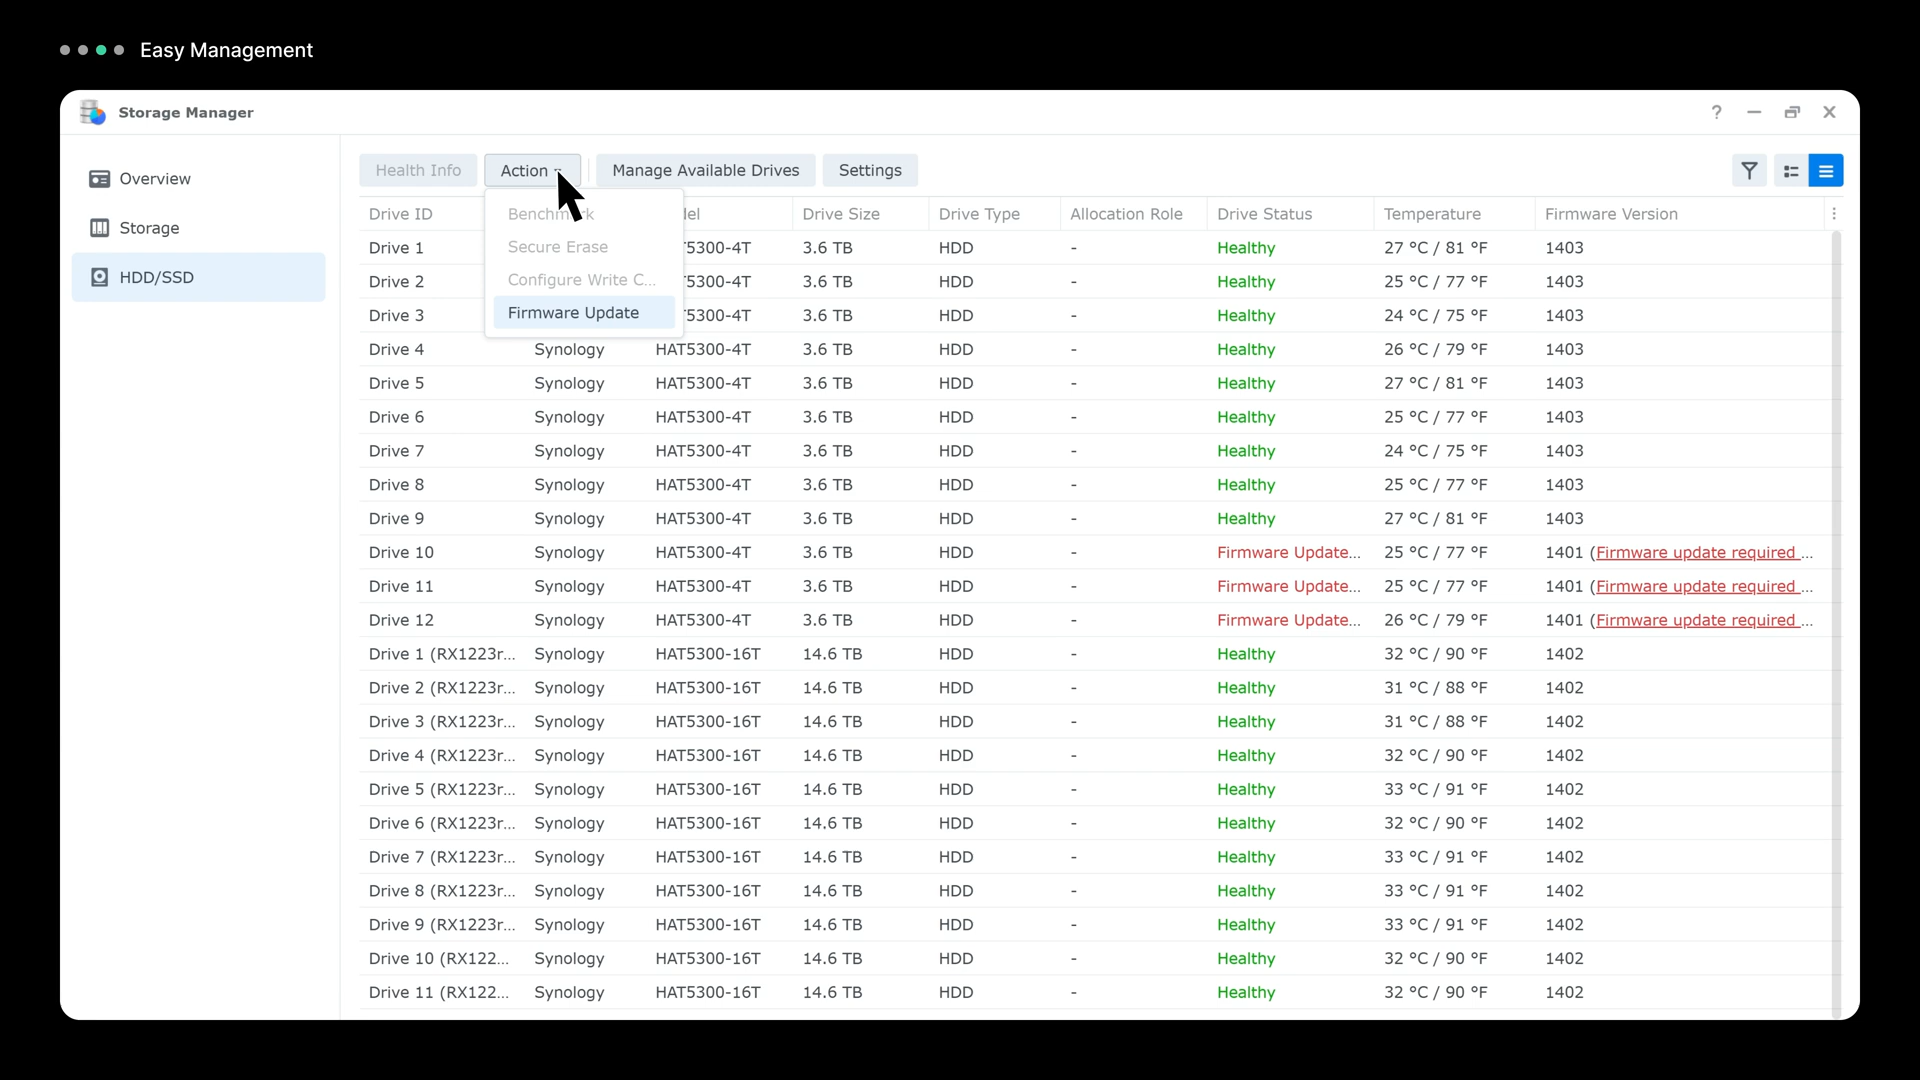 Easy Management
Storage Manager
Overview
Storage
HDD/SSD
Health Info Action Manage Available Drives Settings
Benchmark
Secure Erase
Configure Write C...
Firmware Update
Drive ID Drive Size Drive Type Allocation Role Drive Status Temperature Firmware Version
Drive 1 5300-4T 3.6 TB HDD - Healthy 27 °C / 81 °F 1403
Drive 2 5300-4T 3.6 TB HDD - Healthy 25 °C / 77 °F 1403
Drive 3 5300-4T 3.6 TB HDD - Healthy 24 °C / 75 °F 1403
Drive 4 Synology HAT5300-4T 3.6 TB HDD - Healthy 26 °C / 79 °F 1403
Drive 5 Synology HAT5300-4T 3.6 TB HDD - Healthy 27 °C / 81 °F 1403
Drive 6 Synology HAT5300-4T 3.6 TB HDD - Healthy 25 °C / 77 °F 1403
Drive 7 Synology HAT5300-4T 3.6 TB HDD - Healthy 24 °C / 75 °F 1403
Drive 8 Synology HAT5300-4T 3.6 TB HDD - Healthy 25 °C / 77 °F 1403
Drive 9 Synology HAT5300-4T 3.6 TB HDD - Healthy 27 °C / 81 °F 1403
Drive 10 Synology HAT5300-4T 3.6 TB HDD - Firmware Update... 25 °C / 77 °F 1401 (Firmware update required ...
Drive 11 Synology HAT5300-4T 3.6 TB HDD - Firmware Update... 25 °C / 77 °F 1401 (Firmware update required ...
Drive 12 Synology HAT5300-4T 3.6 TB HDD - Firmware Update... 26 °C / 79 °F 1401 (Firmware update required ...
Drive 1 (RX1223r... Synology HAT5300-16T 14.6 TB HDD - Healthy 32 °C / 90 °F 1402
Drive 2 (RX1223r... Synology HAT5300-16T 14.6 TB HDD - Healthy 31 °C / 88 °F 1402
Drive 3 (RX1223r... Synology HAT5300-16T 14.6 TB HDD - Healthy 31 °C / 88 °F 1402
Drive 4 (RX1223r... Synology HAT5300-16T 14.6 TB HDD - Healthy 32 °C / 90 °F 1402
Drive 5 (RX1223r... Synology HAT5300-16T 14.6 TB HDD - Healthy 33 °C / 91 °F 1402
Drive 6 (RX1223r... Synology HAT5300-16T 14.6 TB HDD - Healthy 32 °C / 90 °F 1402
Drive 7 (RX1223r... Synology HAT5300-16T 14.6 TB HDD - Healthy 33 °C / 91 °F 1402
Drive 8 (RX1223r... Synology HAT5300-16T 14.6 TB HDD - Healthy 33 °C / 91 °F 1402
Drive 9 (RX1223r... Synology HAT5300-16T 14.6 TB HDD - Healthy 33 °C / 91 °F 1402
Drive 10 (RX122... Synology HAT5300-16T 14.6 TB HDD - Healthy 32 °C / 90 °F 1402
Drive 11 (RX122... Synology HAT5300-16T 14.6 TB HDD - Healthy 32 °C / 90 °F 1402